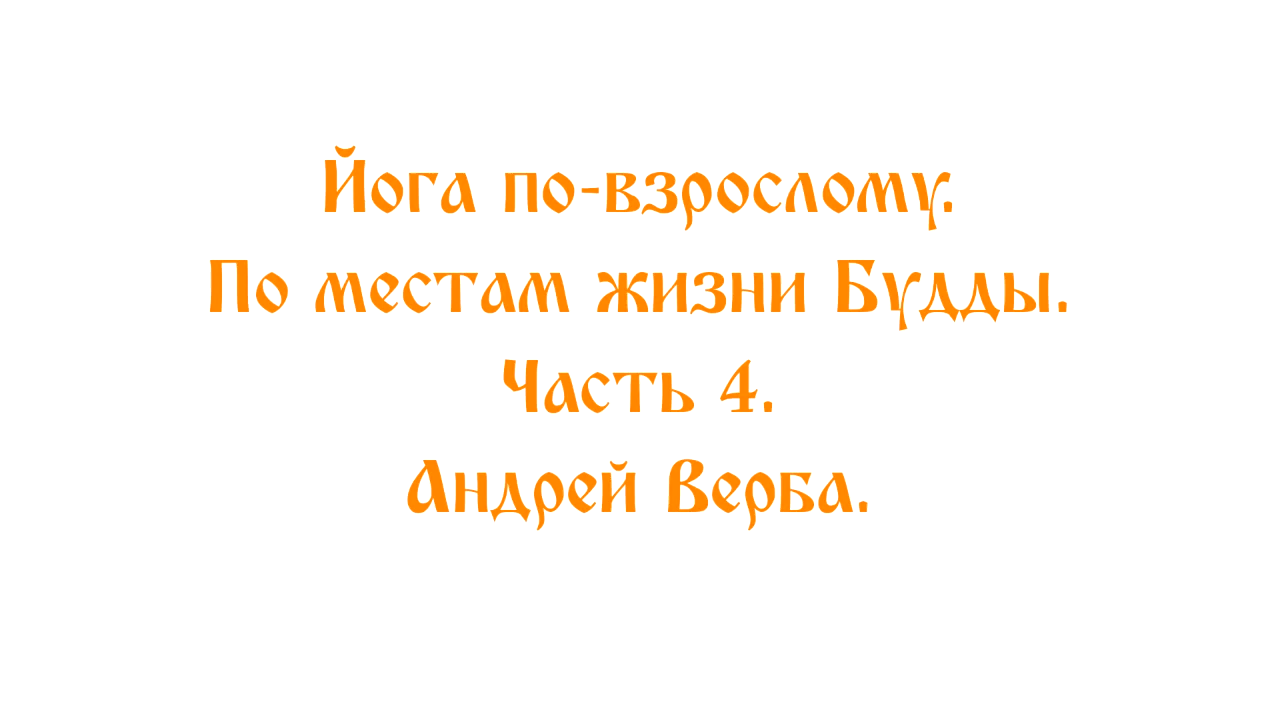 Йога по-взрослому.
По местам жизни Будды.
Часть 4.
Андрей Верба.